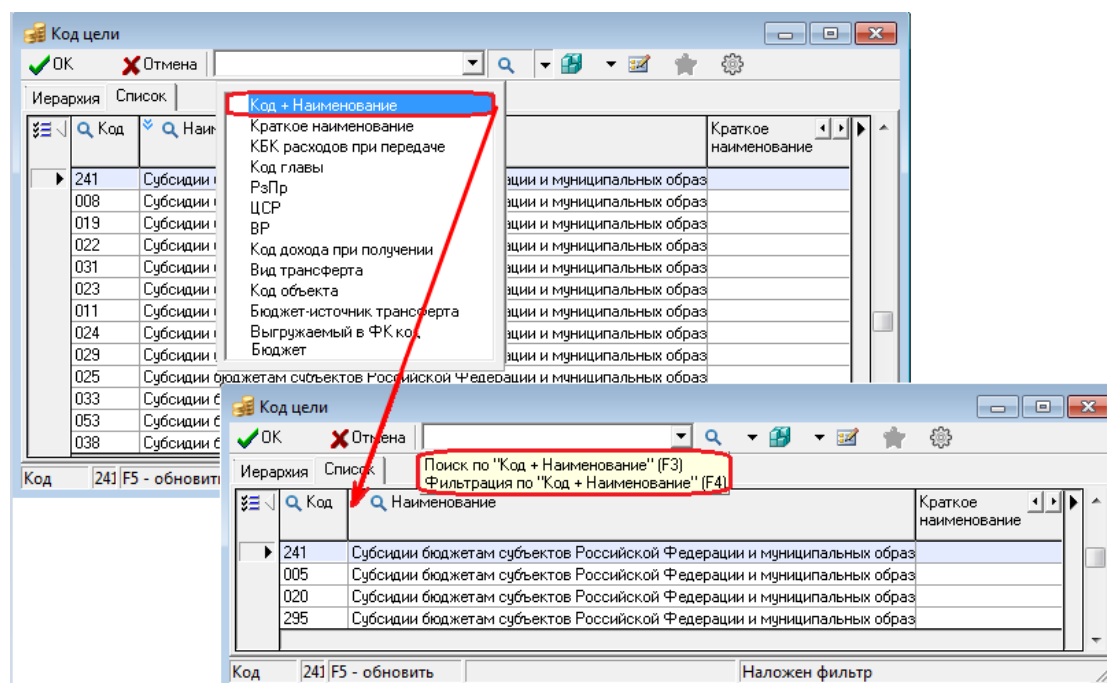 Код цели
OK Отмена
Иерархия Список
Код Наим Краткое наименование
Код + Наименование
Краткое наименование
КБК расходов при передаче
Код главы
РзПр
ЦСР
ВР
Код дохода при получении
Вид трансферта
Код объекта
Бюджет-источник трансферта
Выгружаемый в ФК код
Бюджет
241 Субсидии ации и муниципальных образ
008 Субсидии ации и муниципальных образ
019 Субсидии ации и муниципальных образ
022 Субсидии ации и муниципальных образ
031 Субсидии ации и муниципальных образ
023 Субсидии ации и муниципальных образ
011 Субсидии ации и муниципальных образ
024 Субсидии ации и муниципальных образ
029 Субсидии ации и муниципальных образ
025 Субсидии бюджетам субъектов Российской Федерации и муниципальных образ
033 Субсидии б
053 Субсидии б
038 Субсидии б
Код 241 F5 - обновить
Код цели
OK Отмена
Иерархия Список
Поиск по "Код + Наименование" (F3)
Фильтрация по "Код + Наименование" (F4)
Код Наименование Краткое наименование
241 Субсидии бюджетам субъектов Российской Федерации и муниципальных образ
005 Субсидии бюджетам субъектов Российской Федерации и муниципальных образ
020 Субсидии бюджетам субъектов Российской Федерации и муниципальных образ
295 Субсидии бюджетам субъектов Российской Федерации и муниципальных образ
Код 241 F5 - обновить Наложен фильтр